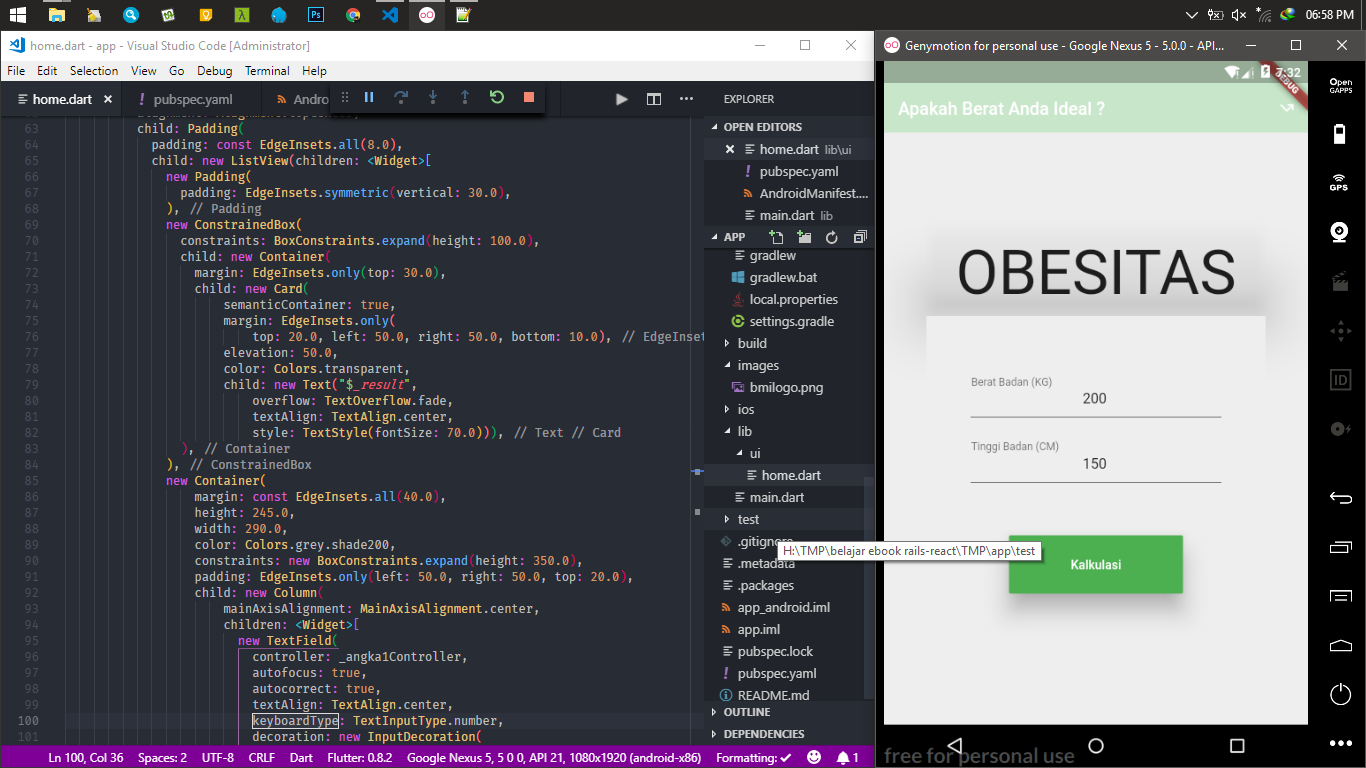 Ps
06:58 PM
home.dart - app - Visual Studio Code [Administrator]
File Edit Selection View Go Debug Terminal Help
home.dart
pubspec.yaml
Andro
63 child: Padding(
64 padding: const EdgeInsets.all(8.0),
65 child: new ListView(children: <Widget>[
66 new Padding(
67 padding: EdgeInsets.symmetric(vertical: 30.0),
68 ), // Padding
69 new ConstrainedBox(
70 constraints: BoxConstraints.expand(height: 100.0),
71 child: new Container(
72 margin: EdgeInsets.only(top: 30.0),
73 child: new Card(
74 semanticContainer: true,
75 margin: EdgeInsets.only(
76 top: 20.0, left: 50.0, right: 50.0, bottom: 10.0), // EdgeInset
77 elevation: 50.0,
78 color: Colors.transparent,
79 child: new Text("$_result",
80 overflow: TextOverflow.fade,
81 textAlign: TextAlign.center,
82 style: TextStyle(fontSize: 70.0))), // Text // Card
83 ), // Container
84 ), // ConstrainedBox
85 new Container(
86 margin: const EdgeInsets.all(40.0),
87 height: 245.0,
88 width: 290.0,
89 color: Colors.grey.shade200,
90 constraints: new BoxConstraints.expand(height: 350.0),
91 padding: EdgeInsets.only(left: 50.0, right: 50.0, top: 20.0),
92 child: new Column(
93 mainAxisAlignment: MainAxisAlignment.center,
94 children: <Widget>[
95 new TextField(
96 controller: _angka1Controller,
97 autofocus: true,
98 autocorrect: true,
99 textAlign: TextAlign.center,
100 keyboardType: TextInputType.number,
101 decoration: new InputDecoration(
EXPLORER
OPEN EDITORS
home.dart lib\ui
pubspec.yaml
AndroidManifest....
main.dart lib
APP
gradlew
gradlew.bat
local.properties
settings.gradle
build
images
bmilogo.png
ios
lib
ui
home.dart
main.dart
test
.gitignore
H:\TMP\belajar ebook rails-react\TMP\app\test
.metadata
.packages
app_android.iml
app.iml
pubspec.lock
pubspec.yaml
README.md
OUTLINE
DEPENDENCIES
Ln 100, Col 36 Spaces: 2 UTF-8 CRLF Dart Flutter: 0.8.2 Google Nexus 5, 5 0 0, API 21, 1080x1920 (android-x86) Formatting: 1
Genymotion for personal use - Google Nexus 5 - 5.0.0 - API...
7:32
DEBUG
Apakah Berat Anda Ideal ?
OBESITAS
Berat Badan (KG)
200
Tinggi Badan (CM)
150
Kalkulasi
free for personal use
Open
GAPPS
GPS
ID